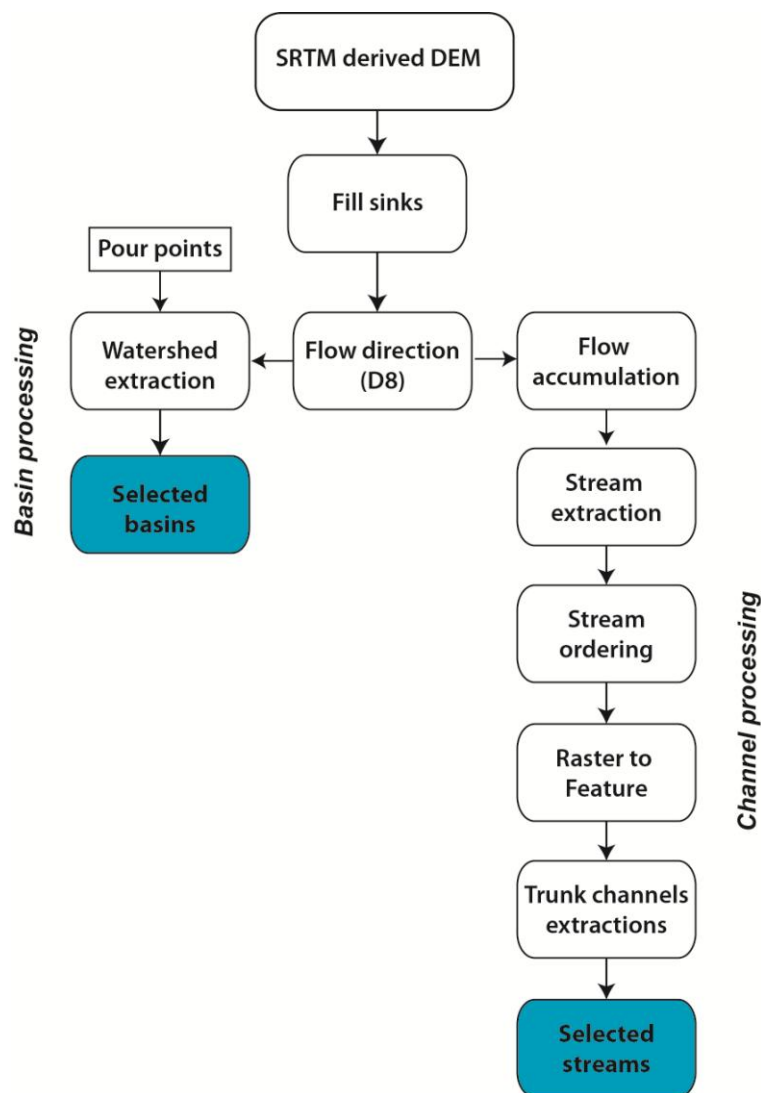 SRTM derived DEM
Fill sinks
Pour points
Watershed
extraction
Flow direction
(D8)
Flow
accumulation
Basin processing
Selected
basins
Stream
extraction
Stream
ordering
Channel processing
Raster to
Feature
Trunk channels
extractions
Selected
streams